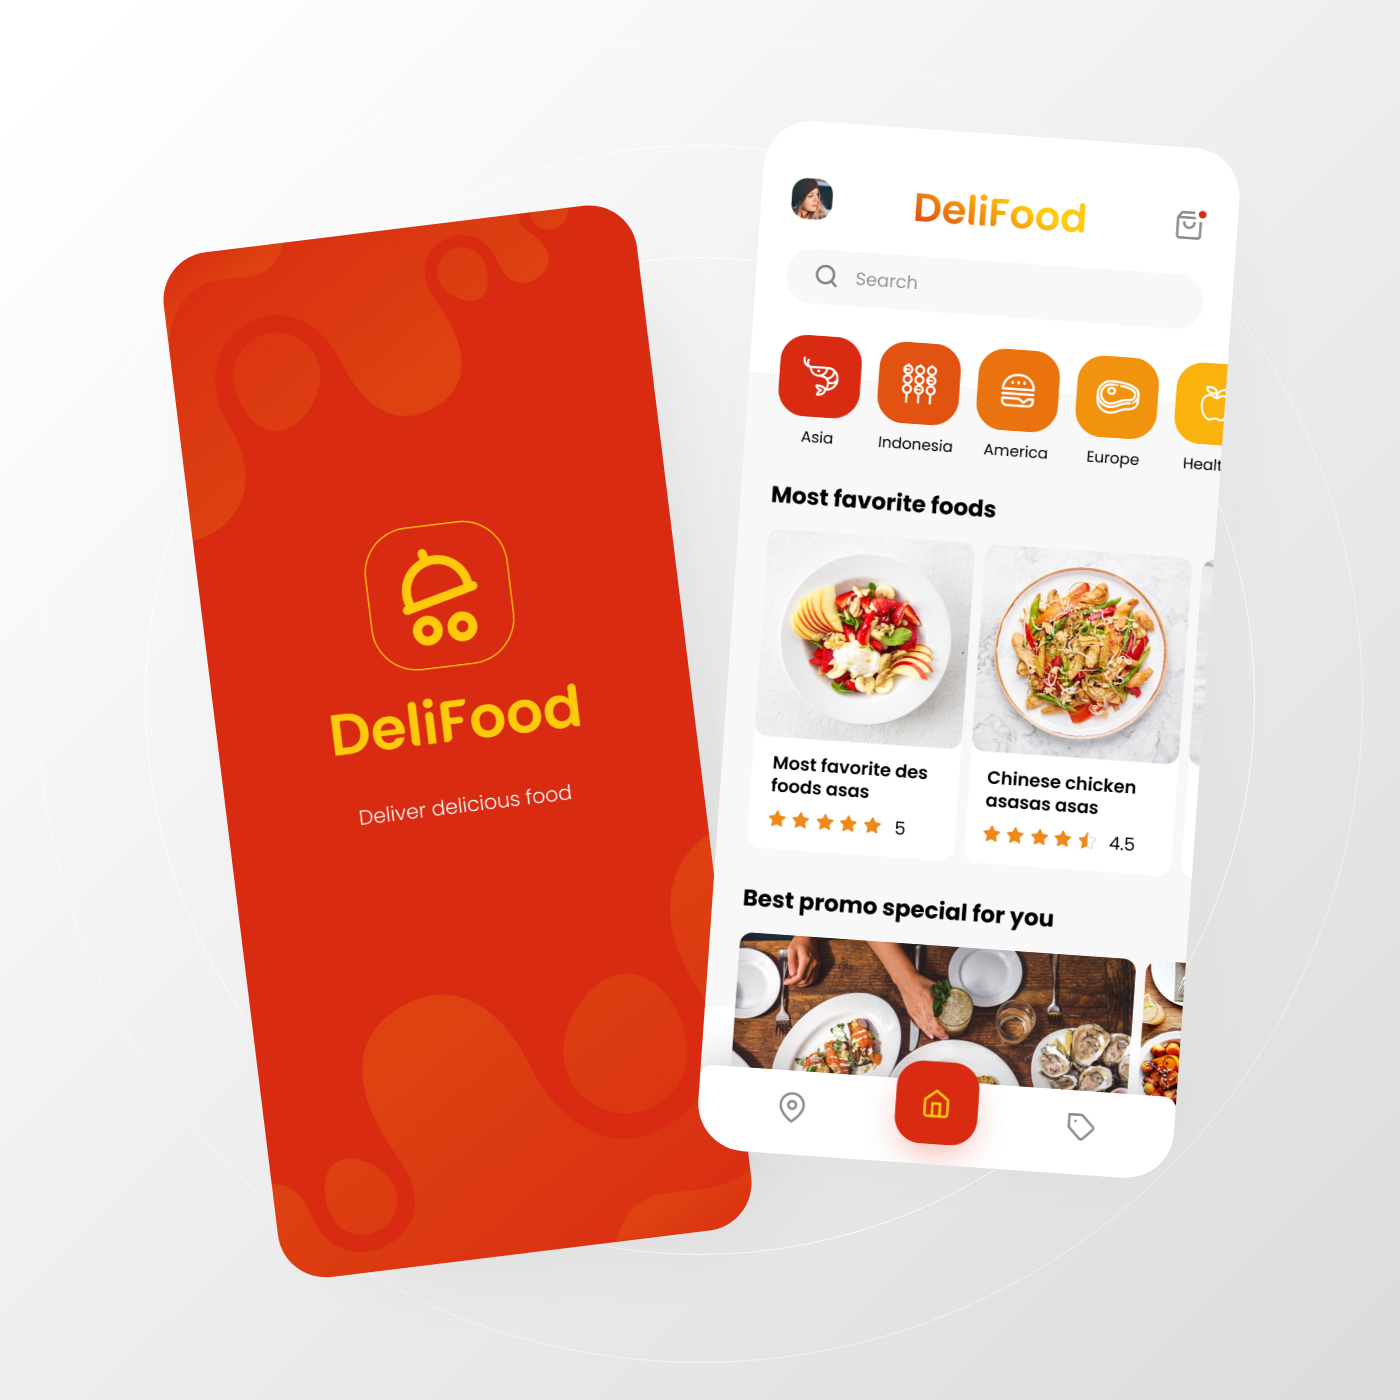 DeliFood
Deliver delicious food
DeliFood
Search
Asia
Indonesia
America
Europe
Healt
Most favorite foods
Most favorite des
foods asas
5
Chinese chicken
asasas asas
4.5
Best promo special for you